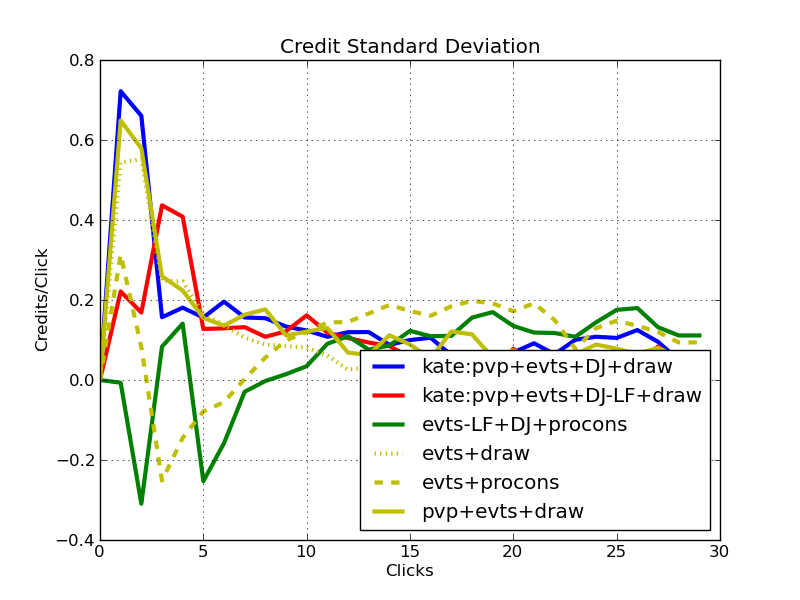 Credit Standard Deviation
0.8
0.6
0.4
0.2
0.0
−0.2
−0.4
Credits/Click
kate:pvp+evts+DJ+draw
kate:pvp+evts+DJ-LF+draw
evts-LF+DJ+procons
evts+draw
evts+procons
pvp+evts+draw
0 5 10 15 20 25 30
Clicks